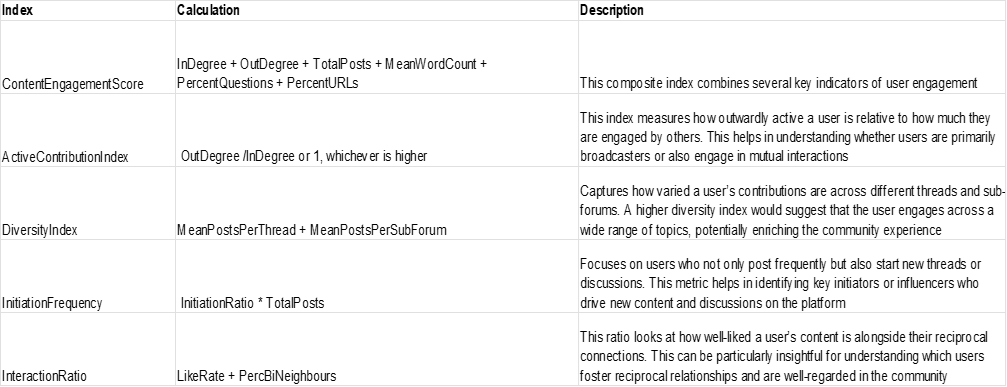 Index Calculation Description
InDegree + OutDegree + TotalPosts + MeanWordCount +
ContentEngagementScore PercentQuestions + PercentURLs This composite index combines several key indicators of user engagement
This index measures how outwardly active a user is relative to how much they
are engaged by others. This helps in understanding whether users are primarily
ActiveContributionIndex OutDegree /InDegree or 1, whichever is higher broadcasters or also engage in mutual interactions
Captures how varied a user's contributions are across different threads and sub-
forums. A higher diversity index would suggest that the user engages across a
DiversityIndex MeanPostsPerThread + MeanPostsPerSubForum wide range of topics, potentially enriching the community experience
Focuses on users who not only post frequently but also start new threads or
discussions. This metric helps in identifying key initiators or influencers who
InitiationFrequency InitiationRatio * TotalPosts drive new content and discussions on the platform
This ratio looks at how well-liked a user's content is alongside their reciprocal
connections. This can be particularly insightful for understanding which users
InteractionRatio LikeRate + PercBiNeighbours foster reciprocal relationships and are well-regarded in the community